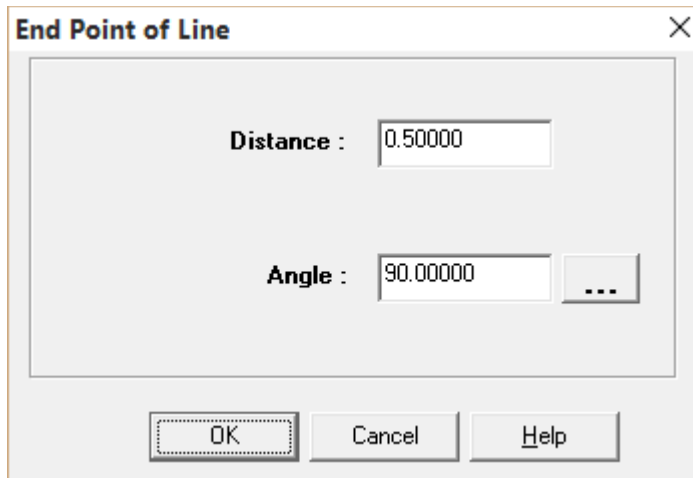 End Point of Line
Distance : 0.50000
Angle : 90.00000 ...
OK Cancel Help